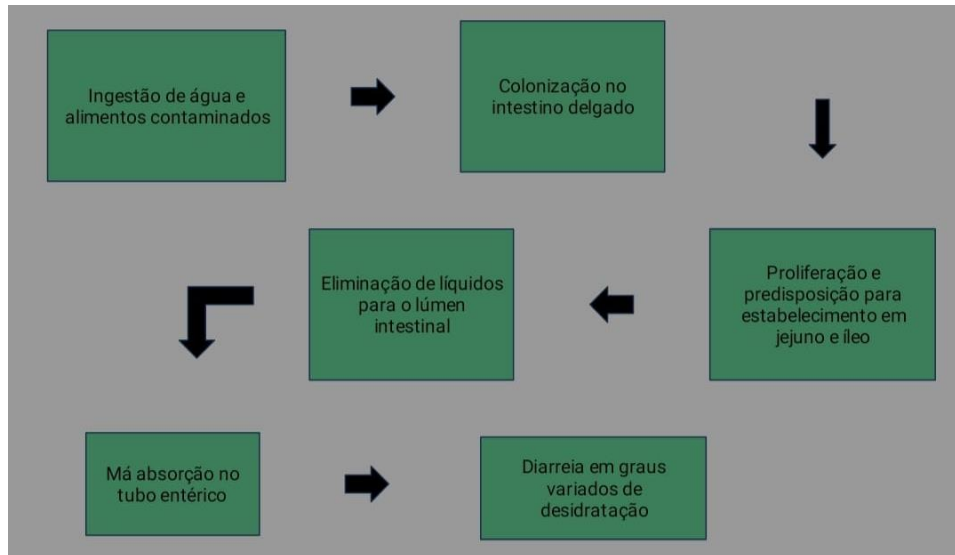 Ingestão de água e
alimentos contaminados
Colonização no
intestino delgado
Proliferação e
predisposição para
estabelecimento em
jejuno e íleo
Eliminação de líquidos
para o lúmen
intestinal
Má absorção no
tubo entérico
Diarreia em graus
variados de
desidratação